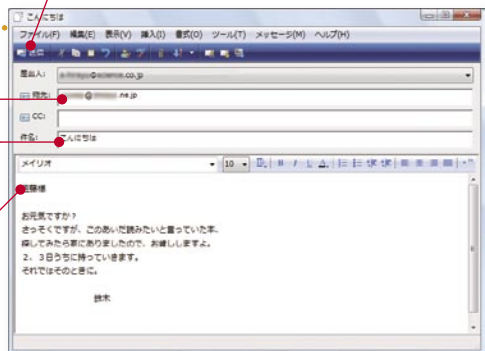 こんにちは
ファイル(F) 編集(E) 表示(V) 挿入(I) 書式(O) ツール(T) メッセージ(M) ヘルプ(H)
送信
差出人: .co.jp
宛先: .ne.jp
CC:
件名: こんにちは
メイリオ 10 B I U A
様
お元気ですか?
さっそくですが、このあいだ読みたいと言っていた本、
探してみたら家にありましたので、お貸ししますよ。
2、3日うちに持っていきます。
それではそのときに。
鈴木